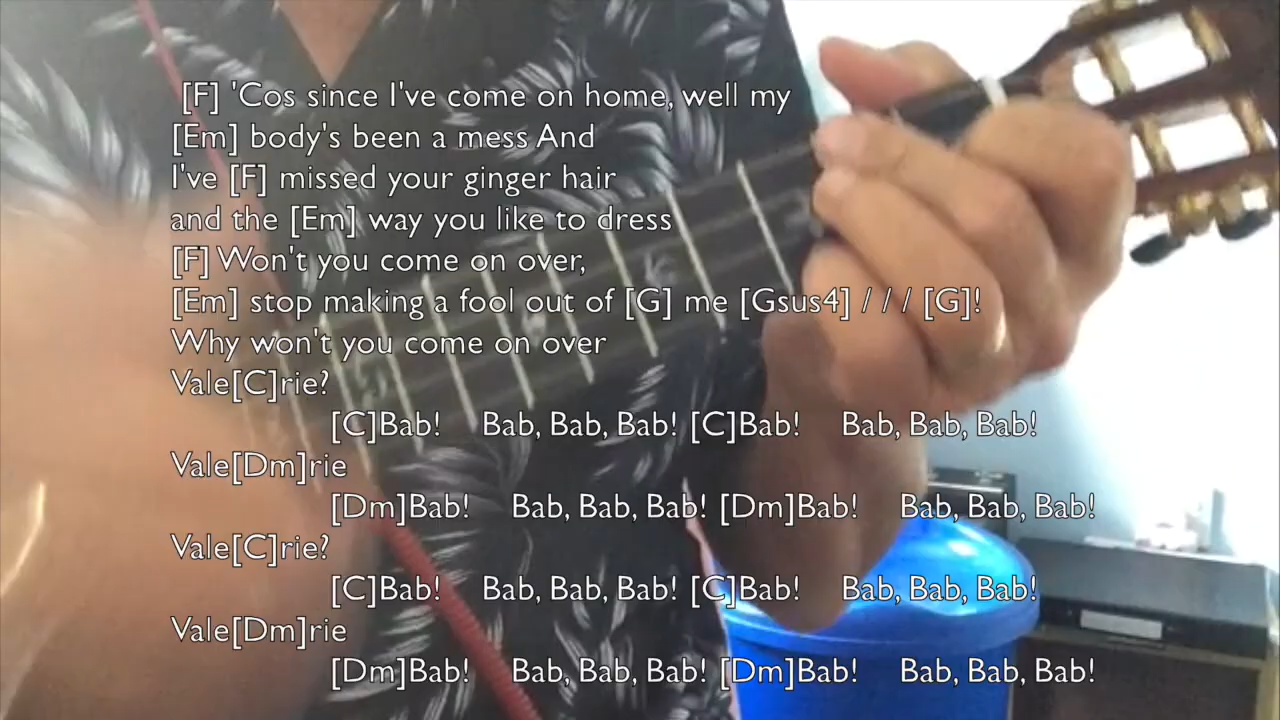 [F] 'Cos since I've come on home, well my
[Em] body's been a mess And
I've [F] missed your ginger hair
and the [Em] way you like to dress
[F] Won't you come on over,
[Em] stop making a fool out of [G] me [Gsus4] / / / [G]!
Why won't you come on over
Vale[C]rie?
[C]Bab! Bab, Bab, Bab! [C]Bab! Bab, Bab, Bab!
Vale[Dm]rie
[Dm]Bab! Bab, Bab, Bab! [Dm]Bab! Bab, Bab, Bab!
Vale[C]rie?
[C]Bab! Bab, Bab, Bab! [C]Bab! Bab, Bab, Bab!
Vale[Dm]rie
[Dm]Bab! Bab, Bab, Bab! [Dm]Bab! Bab, Bab, Bab!